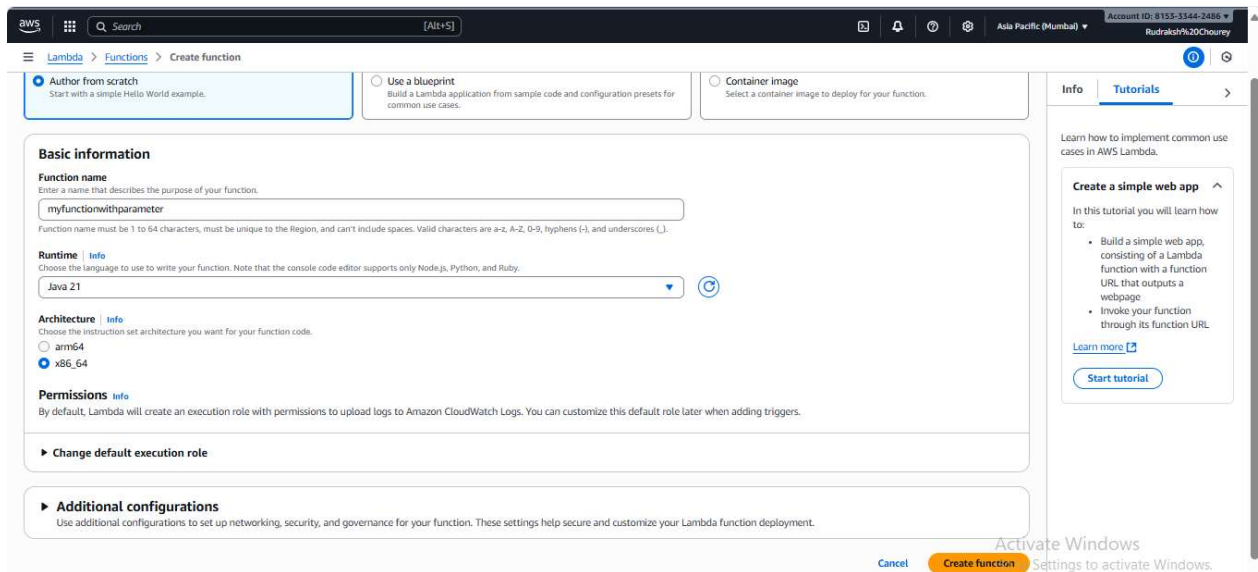 aws
Search
[Alt+S]
Asia Pacific (Mumbai)
Account ID: 8153-3344-2486
Rudraksh%20Chourey
Lambda > Functions > Create function
Author from scratch
Start with a simple Hello World example.
Use a blueprint
Build a Lambda application from sample code and configuration presets for
common use cases.
Container image
Select a container image to deploy for your function.
Basic information
Function name
Enter a name that describes the purpose of your function.
myfunctionwithparameter
Function name must be 1 to 64 characters, must be unique to the Region, and can't include spaces. Valid characters are a-z, A-Z, 0-9, hyphens (-), and underscores (_).
Runtime | Info
Choose the language to use to write your function. Note that the console code editor supports only Node.js, Python, and Ruby.
Java 21
Architecture | Info
Choose the instruction set architecture you want for your function code.
arm64
x86_64
Permissions Info
By default, Lambda will create an execution role with permissions to upload logs to Amazon CloudWatch Logs. You can customize this default role later when adding triggers.
Change default execution role
Additional configurations
Use additional configurations to set up networking, security, and governance for your function. These settings help secure and customize your Lambda function deployment.
Cancel
Create function
Info
Tutorials
Learn how to implement common use
cases in AWS Lambda.
Create a simple web app
In this tutorial you will learn how
to:
• Build a simple web app,
consisting of a Lambda
function with a function
URL that outputs a
webpage
• Invoke your function
through its function URL
Learn more
Start tutorial
Activate Windows
Settings to activate Windows.